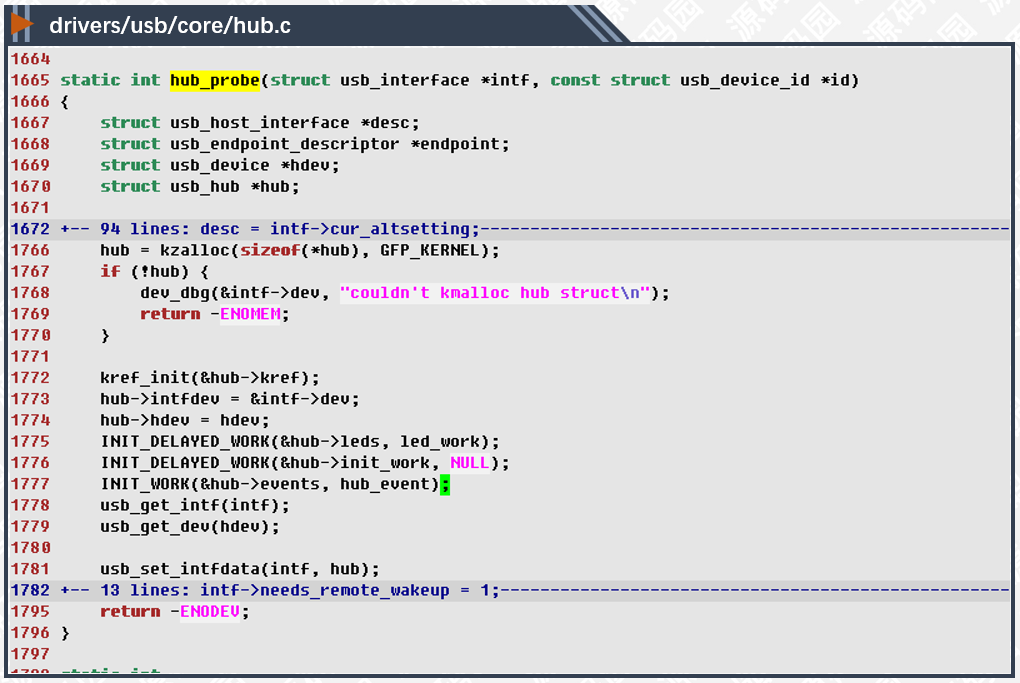 drivers/usb/core/hub.c
1664
1665 static int hub_probe(struct usb_interface *intf, const struct usb_device_id *id)
1666 {
1667     struct usb_host_interface *desc;
1668     struct usb_endpoint_descriptor *endpoint;
1669     struct usb_device *hdev;
1670     struct usb_hub *hub;
1671
1672 +-- 94 lines: desc = intf->cur_altsetting;-----------------------------------------------------
1766     hub = kzalloc(sizeof(*hub), GFP_KERNEL);
1767     if (!hub) {
1768         dev_dbg(&intf->dev, "couldn't kmalloc hub struct\n");
1769         return -ENOMEM;
1770     }
1771
1772     kref_init(&hub->kref);
1773     hub->intfdev = &intf->dev;
1774     hub->hdev = hdev;
1775     INIT_DELAYED_WORK(&hub->leds, led_work);
1776     INIT_DELAYED_WORK(&hub->init_work, NULL);
1777     INIT_WORK(&hub->events, hub_event);
1778     usb_get_intf(intf);
1779     usb_get_dev(hdev);
1780
1781     usb_set_intfdata(intf, hub);
1782 +-- 13 lines: intf->needs_remote_wakeup = 1;---------------------------------------------------
1795     return -ENODEV;
1796 }
1797